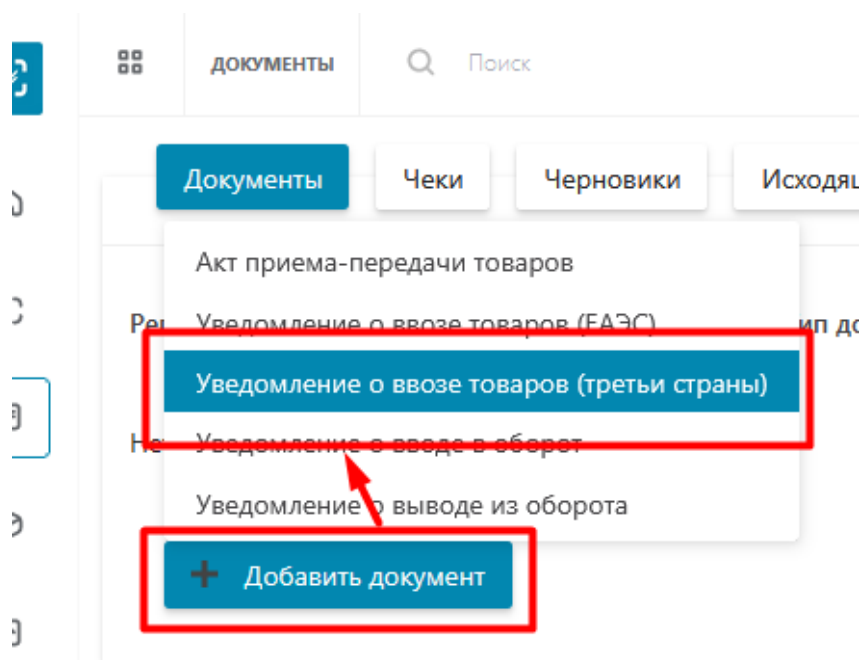 ДОКУМЕНТЫ Поиск
Документы Чеки Черновики
Акт приема-передачи товаров
Уведомление о ввозе товаров (ЕАЭС)
Уведомление о ввозе товаров (третьи страны)
Уведомление о вводе в оборот
Уведомление о выводе из оборота
+ Добавить документ